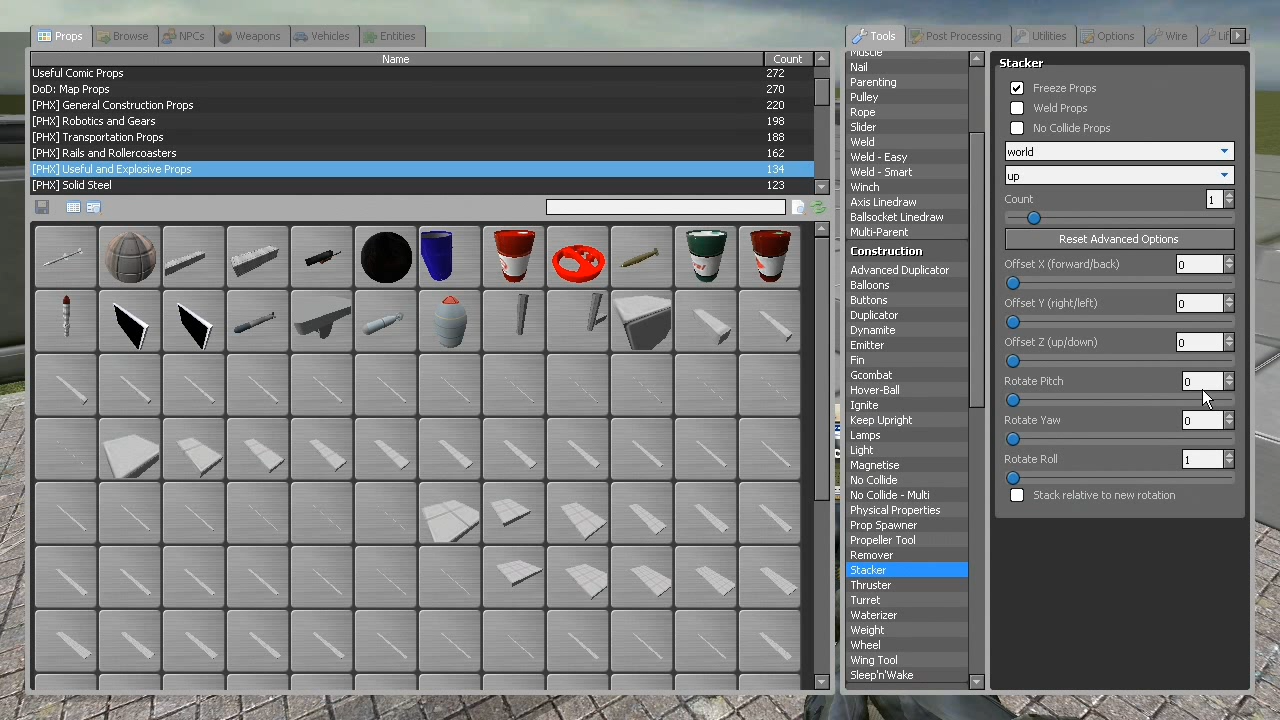 Props Browse NPCs Weapons Vehicles Entities
Name Count
Useful Comic Props 272
DoD: Map Props 270
[PHX] General Construction Props 220
[PHX] Robotics and Gears 198
[PHX] Transportation Props 188
[PHX] Rails and Rollercoasters 162
[PHX] Useful and Explosive Props 134
[PHX] Solid Steel 123
Tools Post Processing Utilities Options Wire
Muscle
Nail
Parenting
Pulley
Rope
Slider
Weld
Weld - Easy
Weld - Smart
Winch
Axis Linedraw
Ballsocket Linedraw
Multi-Parent
Construction
Advanced Duplicator
Baloons
Buttons
Duplicator
Dynamite
Emitter
Fin
Gcombat
Hover-Ball
Ignite
Keep Upright
Lamps
Light
Magnetise
No Collide
No Collide - Multi
Physical Properties
Prop Spawner
Propeller Tool
Remover
Stacker
Thruster
Turret
Waterizer
Weight
Wheel
Wing Tool
Sleep'n'Wake
Stacker
Freeze Props
Weld Props
No Collide Props
world
up
Count 1
Reset Advanced Options
Offset X (forward/back) 0
Offset Y (right/left) 0
Offset Z (up/down) 0
Rotate Pitch 0
Rotate Yaw 0
Rotate Roll 1
Stack relative to new rotation